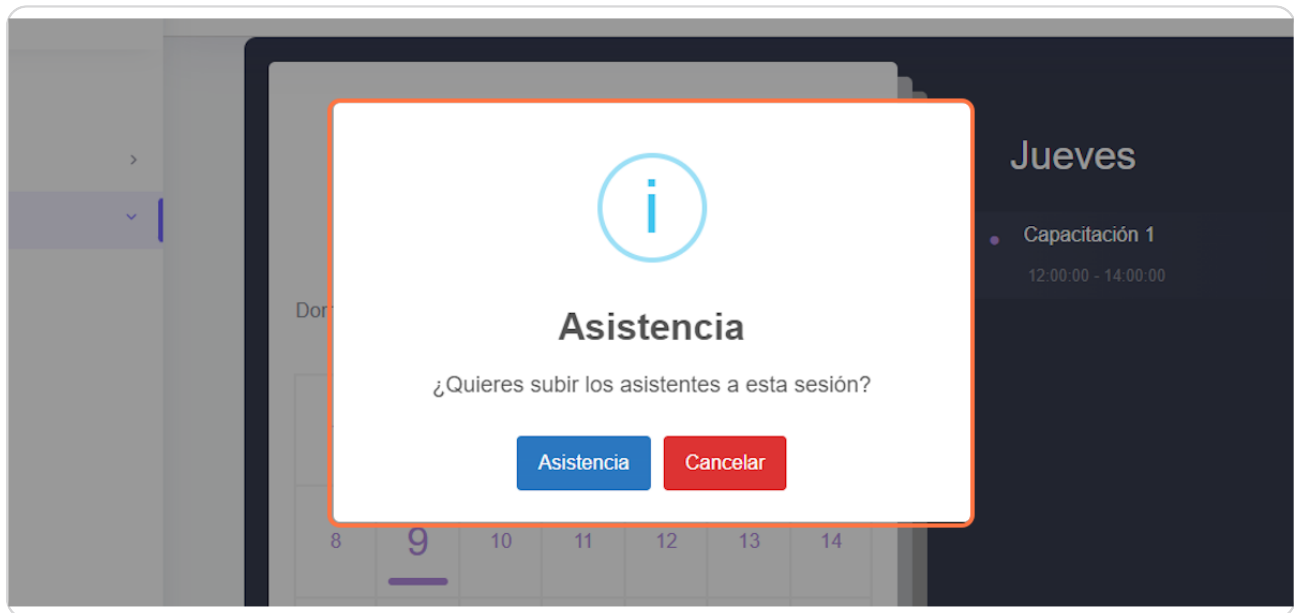 Jueves
Capacitación 1
12:00:00 - 14:00:00
Asistencia
¿Quieres subir los asistentes a esta sesión?
Asistencia Cancelar
8 9 10 11 12 13 14